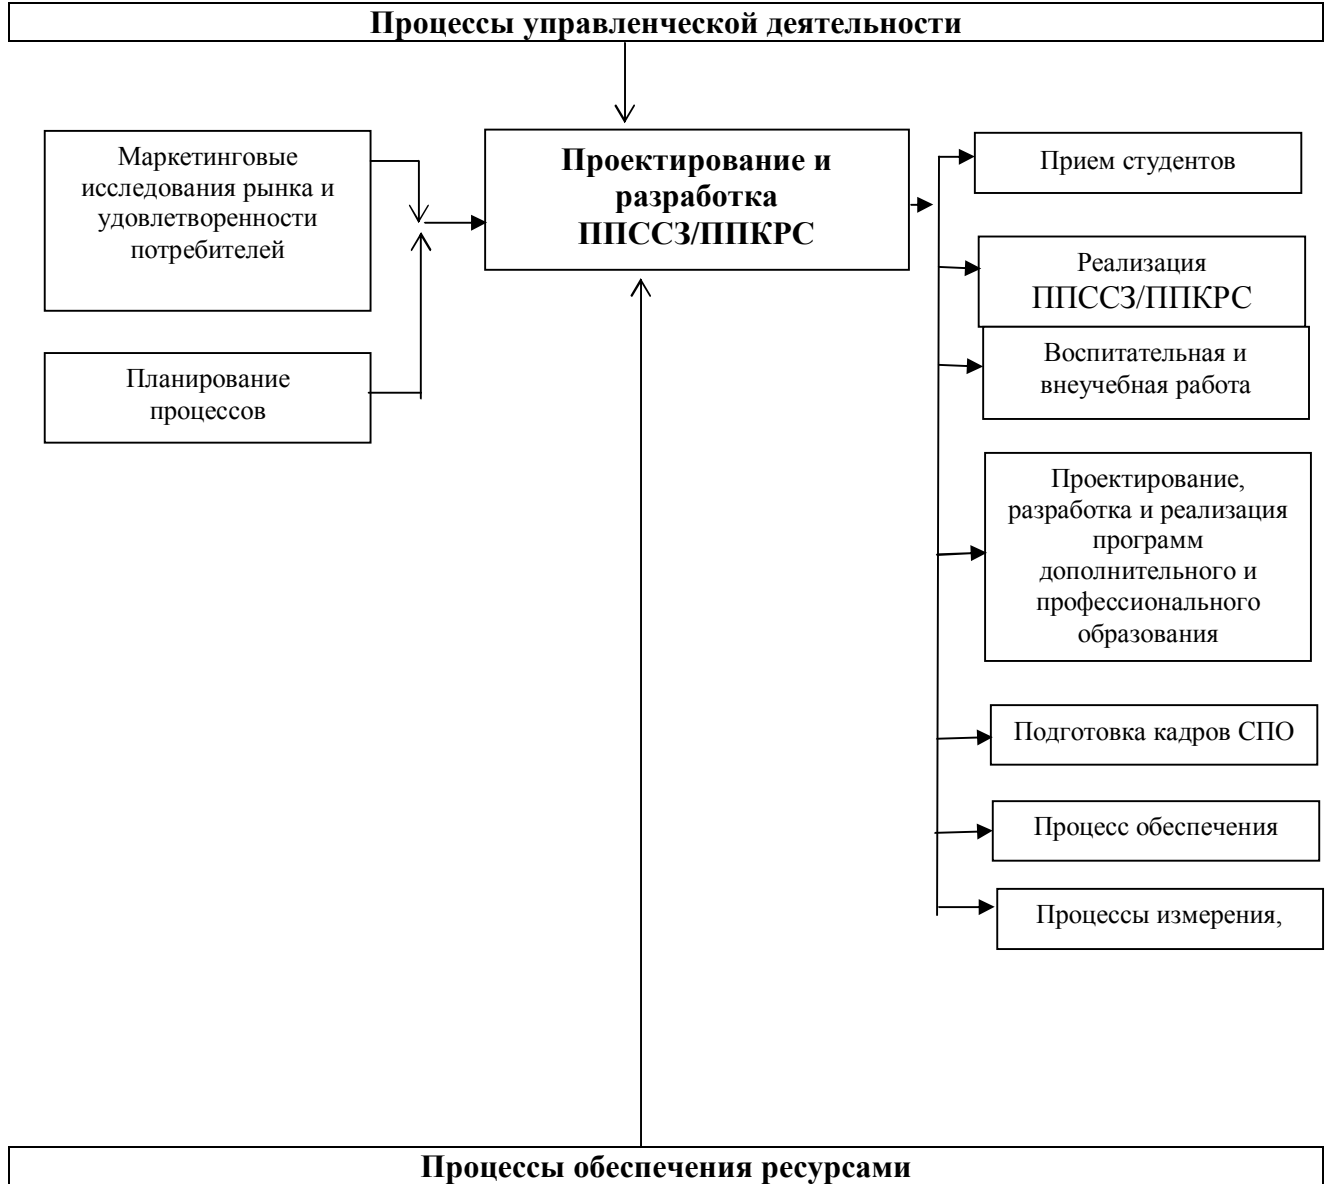 Процессы управленческой деятельности
Маркетинговые
исследования рынка и
удовлетворенности
потребителей
Планирование
процессов
Проектирование и
разработка
ППССЗ/ППКРС
Прием студентов
Реализация
ППССЗ/ППКРС
Воспитательная и
внеучебная работа
Проектирование,
разработка и реализация
программ
дополнительного и
профессионального
образования
Подготовка кадров СПО
Процесс обеспечения
Процессы измерения,
Процессы обеспечения ресурсами